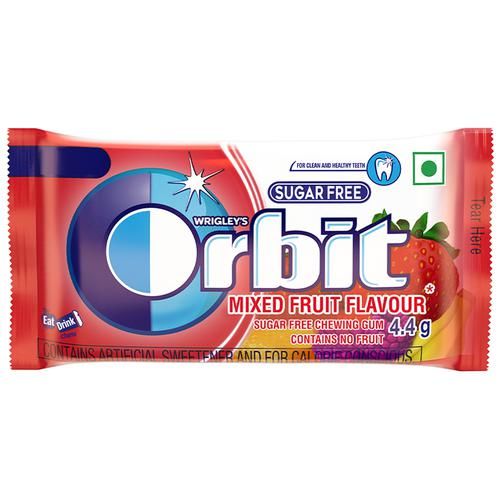 FOR CLEAN AND HEALTHY TEETH
SUGAR FREE
WRIGLEY'S
Orbit
MIXED FRUIT FLAVOUR*
SUGAR FREE CHEWING GUM 4.4 g
CONTAINS NO FRUIT
Eat Drink
Chew
Tear Here
CONTAINS ARTIFICIAL SWEETENER AND FOR CALORIE CONSCIOUS